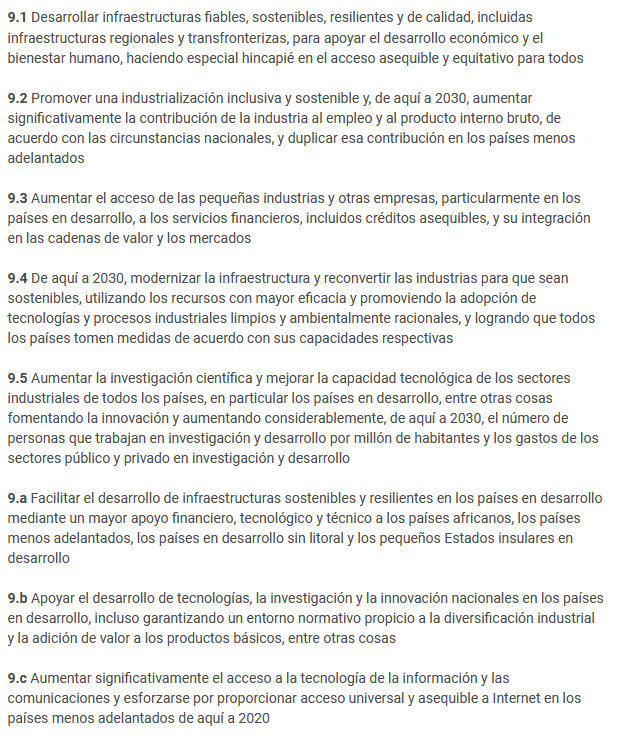 9.1 Desarrollar infraestructuras fiables, sostenibles, resilientes y de calidad, incluidas
infraestructuras regionales y transfronterizas, para apoyar el desarrollo económico y el
bienestar humano, haciendo especial hincapié en el acceso asequible y equitativo para todos
9.2 Promover una industrialización inclusiva y sostenible y, de aquí a 2030, aumentar
significativamente la contribución de la industria al empleo y al producto interno bruto, de
acuerdo con las circunstancias nacionales, y duplicar esa contribución en los países menos
adelantados
9.3 Aumentar el acceso de las pequeñas industrias y otras empresas, particularmente en los
países en desarrollo, a los servicios financieros, incluidos créditos asequibles, y su integración
en las cadenas de valor y los mercados
9.4 De aquí a 2030, modernizar la infraestructura y reconvertir las industrias para que sean
sostenibles, utilizando los recursos con mayor eficacia y promoviendo la adopción de
tecnologías y procesos industriales limpios y ambientalmente racionales, y logrando que todos
los países tomen medidas de acuerdo con sus capacidades respectivas
9.5 Aumentar la investigación científica y mejorar la capacidad tecnológica de los sectores
industriales de todos los países, en particular los países en desarrollo, entre otras cosas
fomentando la innovación y aumentando considerablemente, de aquí a 2030, el número de
personas que trabajan en investigación y desarrollo por millón de habitantes y los gastos de los
sectores público y privado en investigación y desarrollo
9.a Facilitar el desarrollo de infraestructuras sostenibles y resilientes en los países en desarrollo
mediante un mayor apoyo financiero, tecnológico y técnico a los países africanos, los países
menos adelantados, los países en desarrollo sin litoral y los pequeños Estados insulares en
desarrollo
9.b Apoyar el desarrollo de tecnologías, la investigación y la innovación nacionales en los países
en desarrollo, incluso garantizando un entorno normativo propicio a la diversificación industrial
y la adición de valor a los productos básicos, entre otras cosas
9.c Aumentar significativamente el acceso a la tecnología de la información y las
comunicaciones y esforzarse por proporcionar acceso universal y asequible a Internet en los
países menos adelantados de aquí a 2020